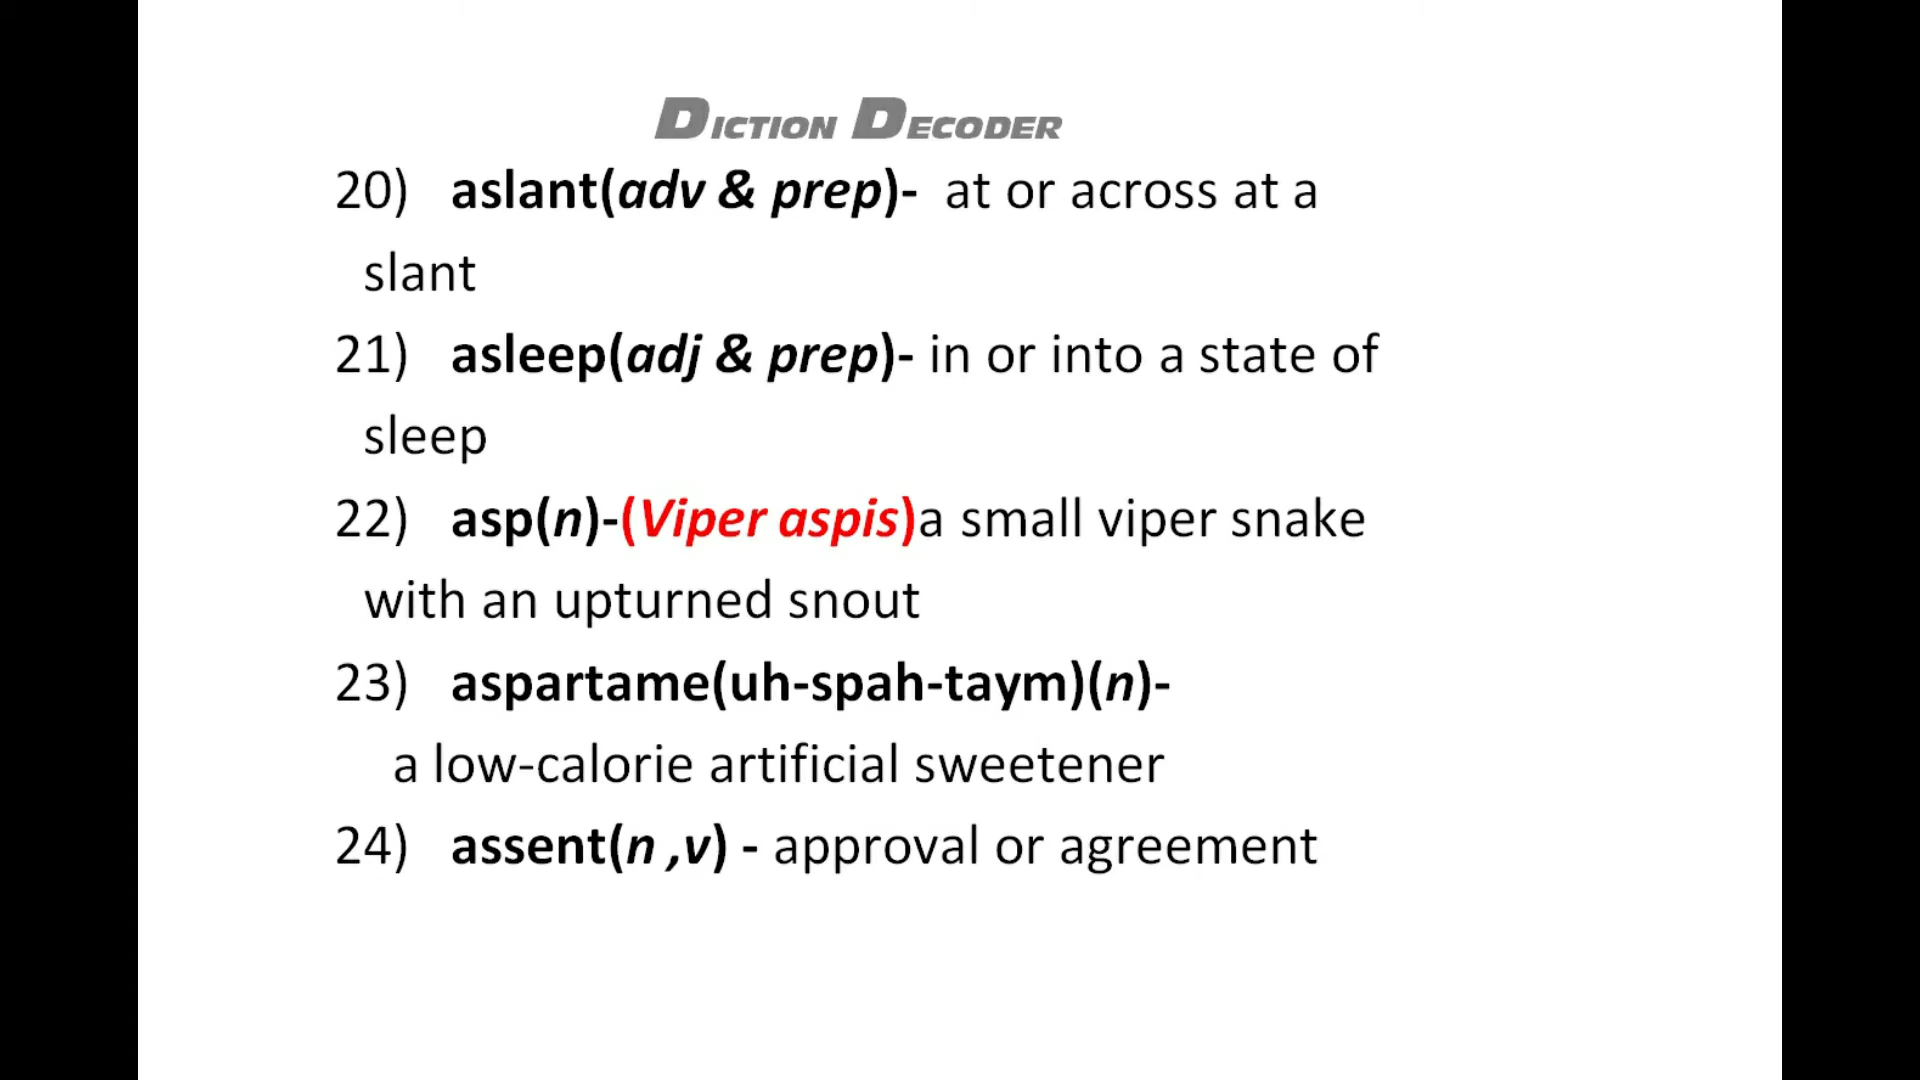 DICTION DECODER
20) aslant(adv & prep)- at or across at a
slant
21) asleep(adj & prep)- in or into a state of
sleep
22) asp(n)-(Viper aspis)a small viper snake
with an upturned snout
23) aspartame(uh-spah-taym)(n)-
a low-calorie artificial sweetener
24) assent(n ,v) - approval or agreement